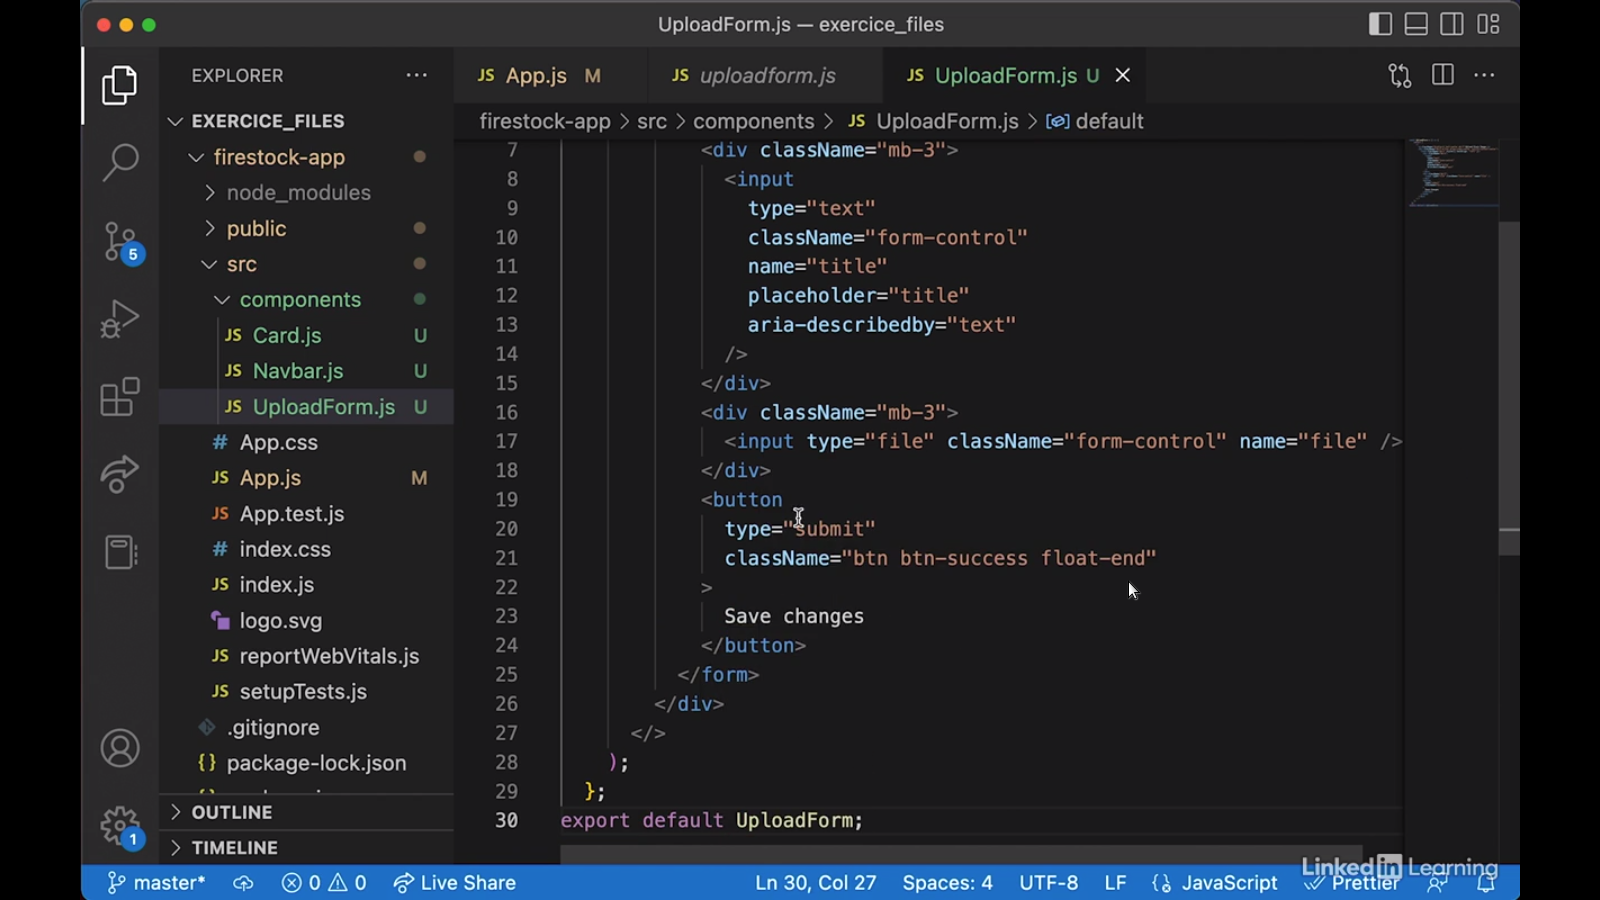 UploadForm.js — exercice_files
EXPLORER ···
JS App.js M
JS uploadform.js
JS UploadForm.js U
EXERCICE_FILES
firestock-app > src > components > JS UploadForm.js > default
firestock-app
node_modules
public
src
components
JS Card.js U
JS Navbar.js U
JS UploadForm.js U
# App.css
JS App.js M
JS App.test.js
# index.css
JS index.js
logo.svg
JS reportWebVitals.js
JS setupTests.js
.gitignore
{} package-lock.json
OUTLINE
TIMELINE
5
1
7 <div className="mb-3">
8 <input
9 type="text"
10 className="form-control"
11 name="title"
12 placeholder="title"
13 aria-describedby="text"
14 />
15 </div>
16 <div className="mb-3">
17 <input type="file" className="form-control" name="file" />
18 </div>
19 <button
20 type="submit"
21 className="btn btn-success float-end"
22 >
23 Save changes
24 </button>
25 </form>
26 </div>
27 </>
28 );
29 };
30 export default UploadForm;
LinkedIn Learning
master* 0 0 Live Share Ln 30, Col 27 Spaces: 4 UTF-8 LF {} JavaScript Prettier